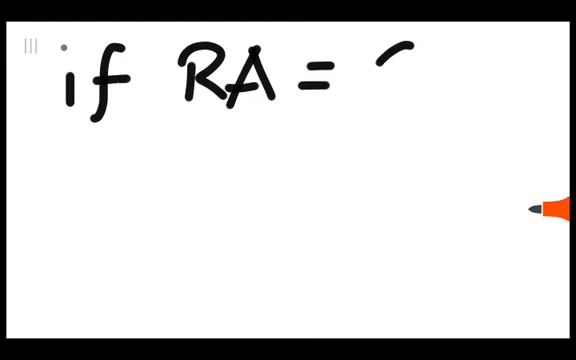 if RA =